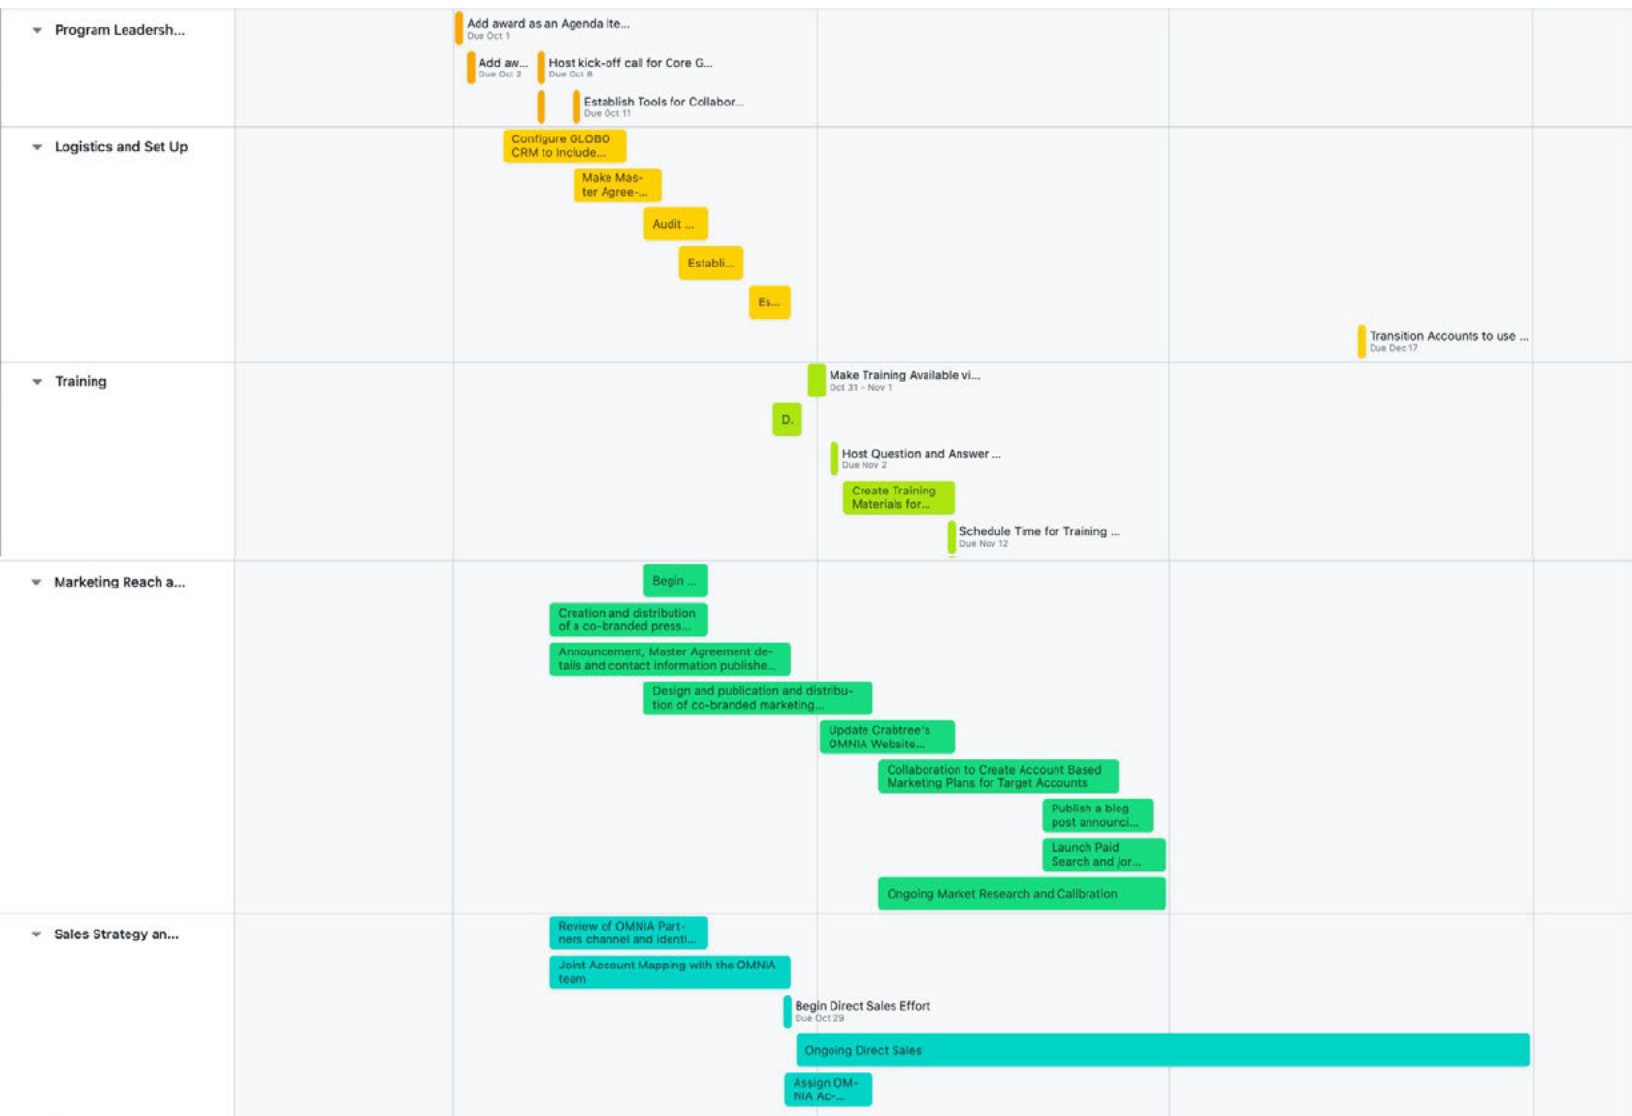 Program Leadersh...
Add award as an Agenda Ite...
Due Oct 1
Add aw...
Due Oct 2
Host kick-off call for Core G...
Due Oct 8
Establish Tools for Collabor...
Due Oct 11
Logistics and Set Up
Configure GLOBO
CRM to Include...
Make Mas-
ter Agree-...
Audit ...
Establi...
Es...
Transition Accounts to use ...
Due Dec 17
Training
Make Training Available vi...
Oct 31 - Nov 1
D.
Host Question and Answer ...
Due Nov 2
Create Training
Materials for...
Schedule Time for Training ...
Due Nov 12
Marketing Reach a...
Begin ...
Creation and distribution
of a co-branded press...
Announcement, Master Agreement de-
tails and contact information publishe...
Design and publication and distribu-
tion of co-branded marketing...
Update Crabtree's
OMNIA Website...
Collaboration to Create Account Based
Marketing Plans for Target Accounts
Publish a blog
post announci...
Launch Paid
Search and jor...
Ongoing Market Research and Calibration
Sales Strategy an...
Review of OMNIA Part-
ners channel and identi...
Joint Account Mapping with the OMNIA
team
Begin Direct Sales Effort
Due Oct 29
Ongoing Direct Sales
Assign OM-
NIA Ac-...